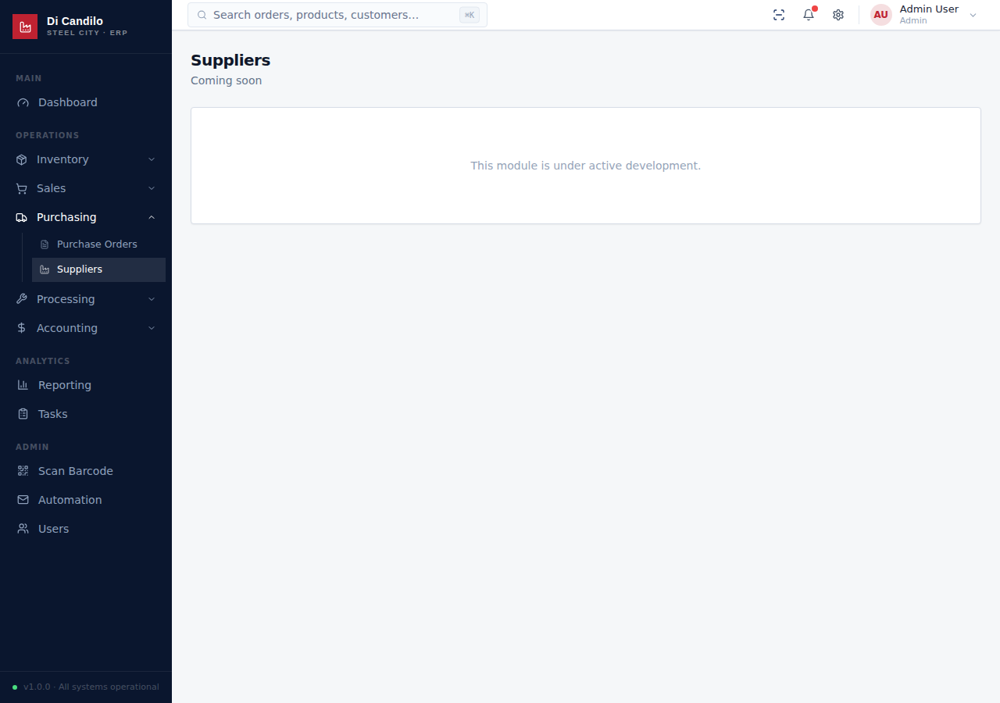 Di Candilo
STEEL CITY · ERP
MAIN
Dashboard
OPERATIONS
Inventory
Sales
Purchasing
Purchase Orders
Suppliers
Processing
Accounting
ANALYTICS
Reporting
Tasks
ADMIN
Scan Barcode
Automation
Users
v1.0.0 · All systems operational
Search orders, products, customers...
⌘K
AU
Admin User
Admin
Suppliers
Coming soon
This module is under active development.